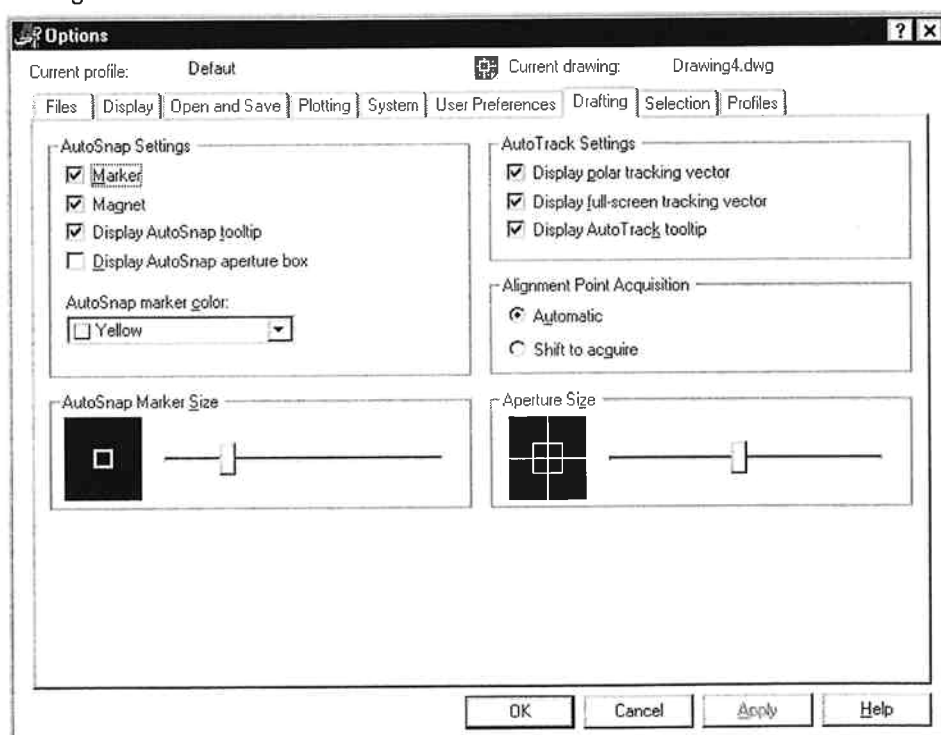 Options
Current profile: Defaut Current drawing: Drawing4.dwg
Files Display Open and Save Plotting System User Preferences Drafting Selection Profiles
AutoSnap Settings
Marker
Magnet
Display AutoSnap tooltip
Display AutoSnap aperture box
AutoSnap marker color:
Yellow
AutoTrack Settings
Display polar tracking vector
Display full-screen tracking vector
Display AutoTrack tooltip
Alignment Point Acquisition
Automatic
Shift to acquire
AutoSnap Marker Size
Aperture Size
OK Cancel Apply Help